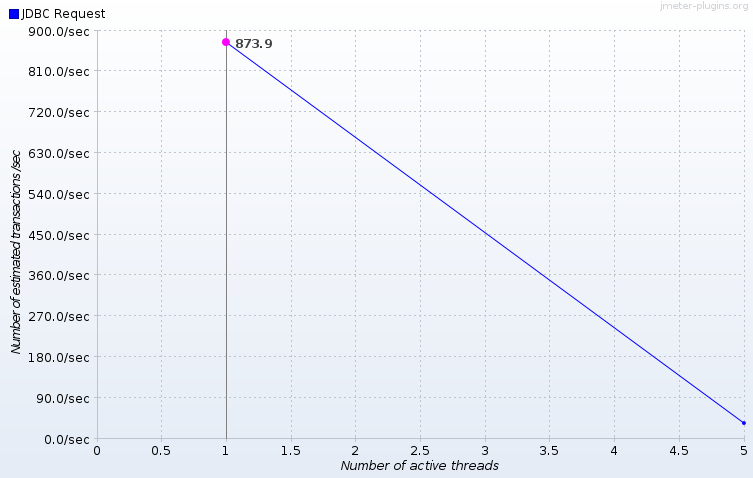 jmeter-plugins.org
JDBC Request
900.0/sec
873.9
810.0/sec
720.0/sec
630.0/sec
540.0/sec
450.0/sec
360.0/sec
270.0/sec
180.0/sec
90.0/sec
0.0/sec
Number of estimated transactions /sec
0 0.5 1 1.5 2 2.5 3 3.5 4 4.5 5
Number of active threads